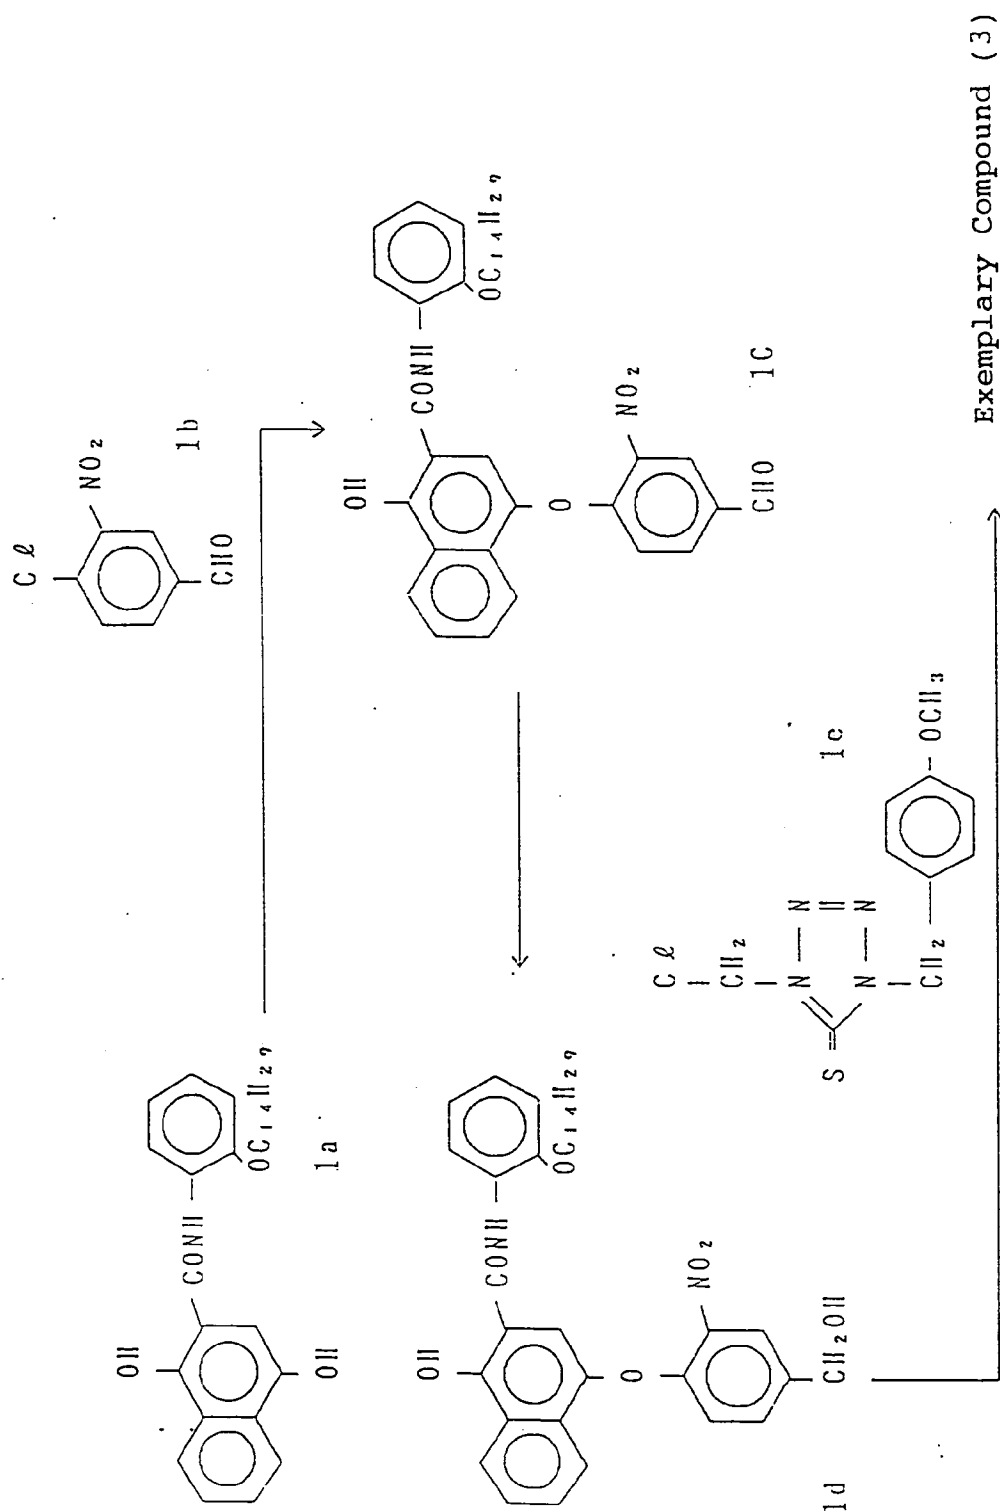 OH
CONH
OC₁₄H₂₉
OH
1a
Cℓ
NO₂
CHO
1b
OH
CONH
OC₁₄H₂₉
O
NO₂
CHO
1C
OH
CONH
OC₁₄H₂₉
O
NO₂
CH₂OH
1d
Cℓ
CH₂
N — N
S
N — N
CH₂
OCH₃
1e
Exemplary Compound (3)